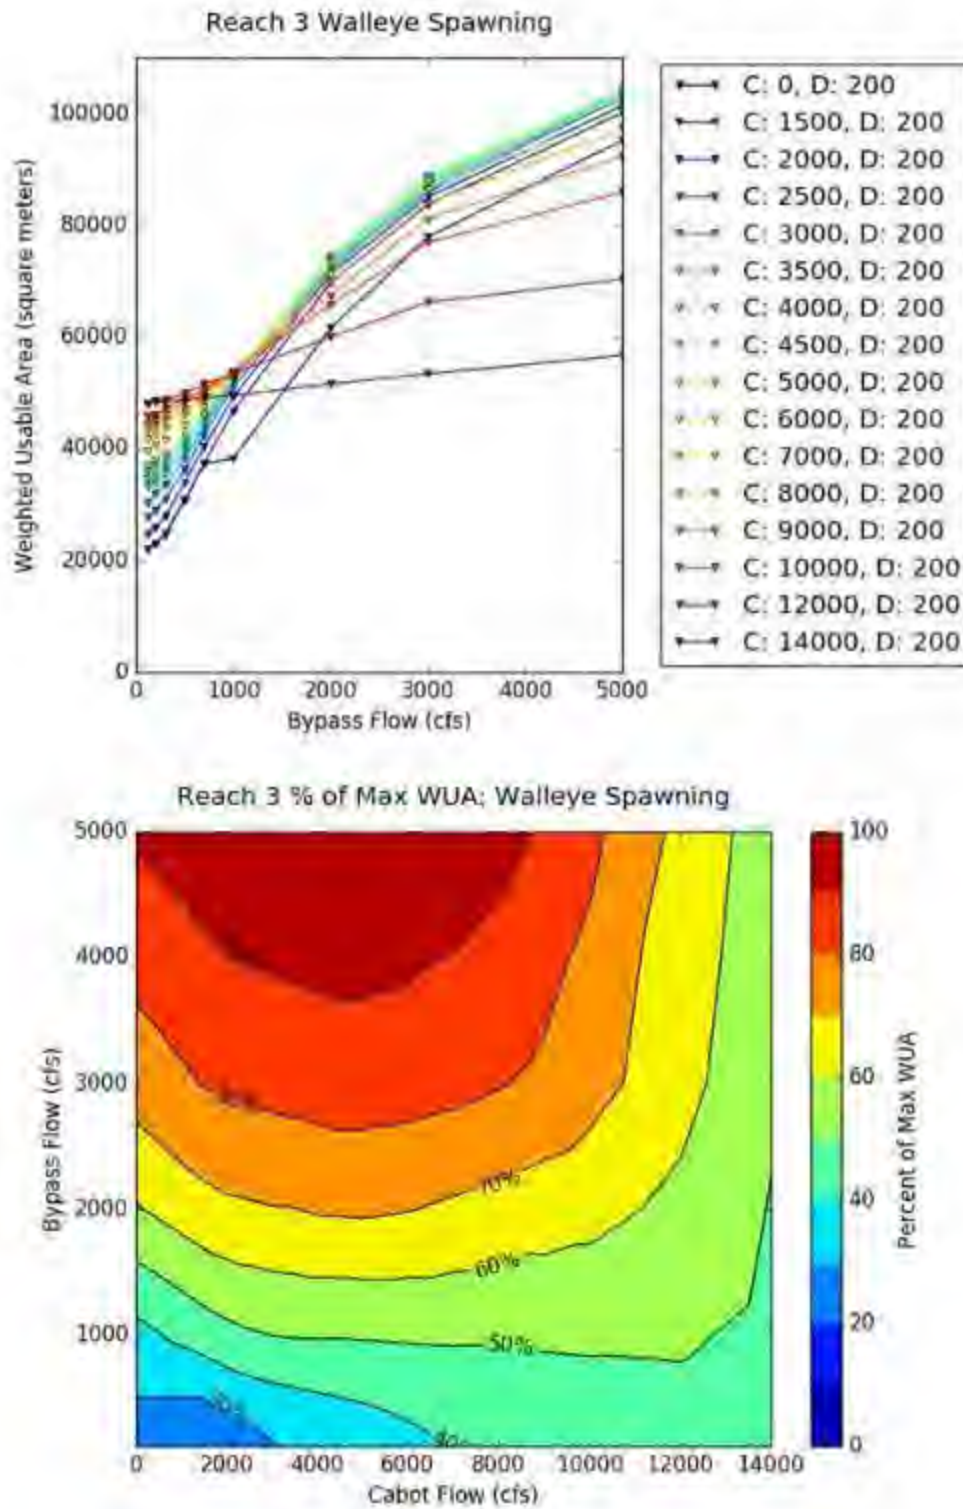 Reach 3 Walleye Spawning
Weighted Usable Area (square meters)
100000
80000
60000
40000
20000
0
0 1000 2000 3000 4000 5000
Bypass Flow (cfs)
C: 0, D: 200
C: 1500, D: 200
C: 2000, D: 200
C: 2500, D: 200
C: 3000, D: 200
C: 3500, D: 200
C: 4000, D: 200
C: 4500, D: 200
C: 5000, D: 200
C: 6000, D: 200
C: 7000, D: 200
C: 8000, D: 200
C: 9000, D: 200
C: 10000, D: 200
C: 12000, D: 200
C: 14000, D: 200
Reach 3 % of Max WUA: Walleye Spawning
Bypass Flow (cfs)
5000
4000
3000
2000
1000
70%
60%
50%
0 2000 4000 6000 8000 10000 12000 14000
Cabot Flow (cfs)
100
80
60
40
20
0
Percent of Max WUA